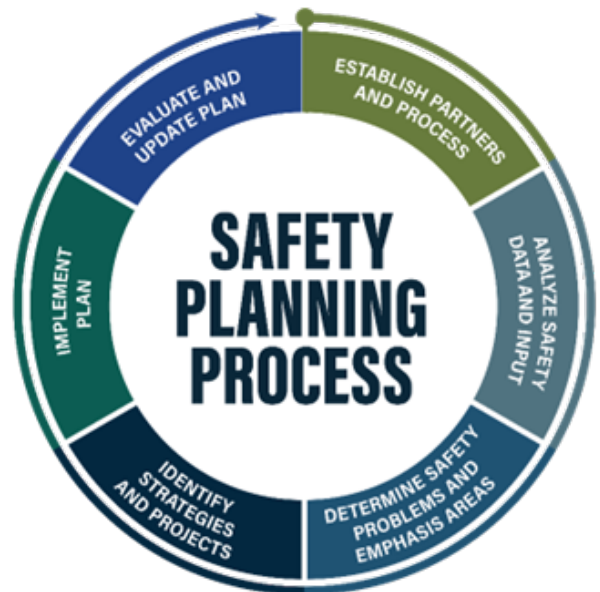 SAFETY
PLANNING
PROCESS
ESTABLISH PARTNERS
AND PROCESS
ANALYZE SAFETY
DATA AND INPUT
DETERMINE SAFETY
PROBLEMS AND
EMPHASIS AREAS
IDENTIFY
STRATEGIES
AND PROJECTS
IMPLEMENT
PLAN
EVALUATE AND
UPDATE PLAN